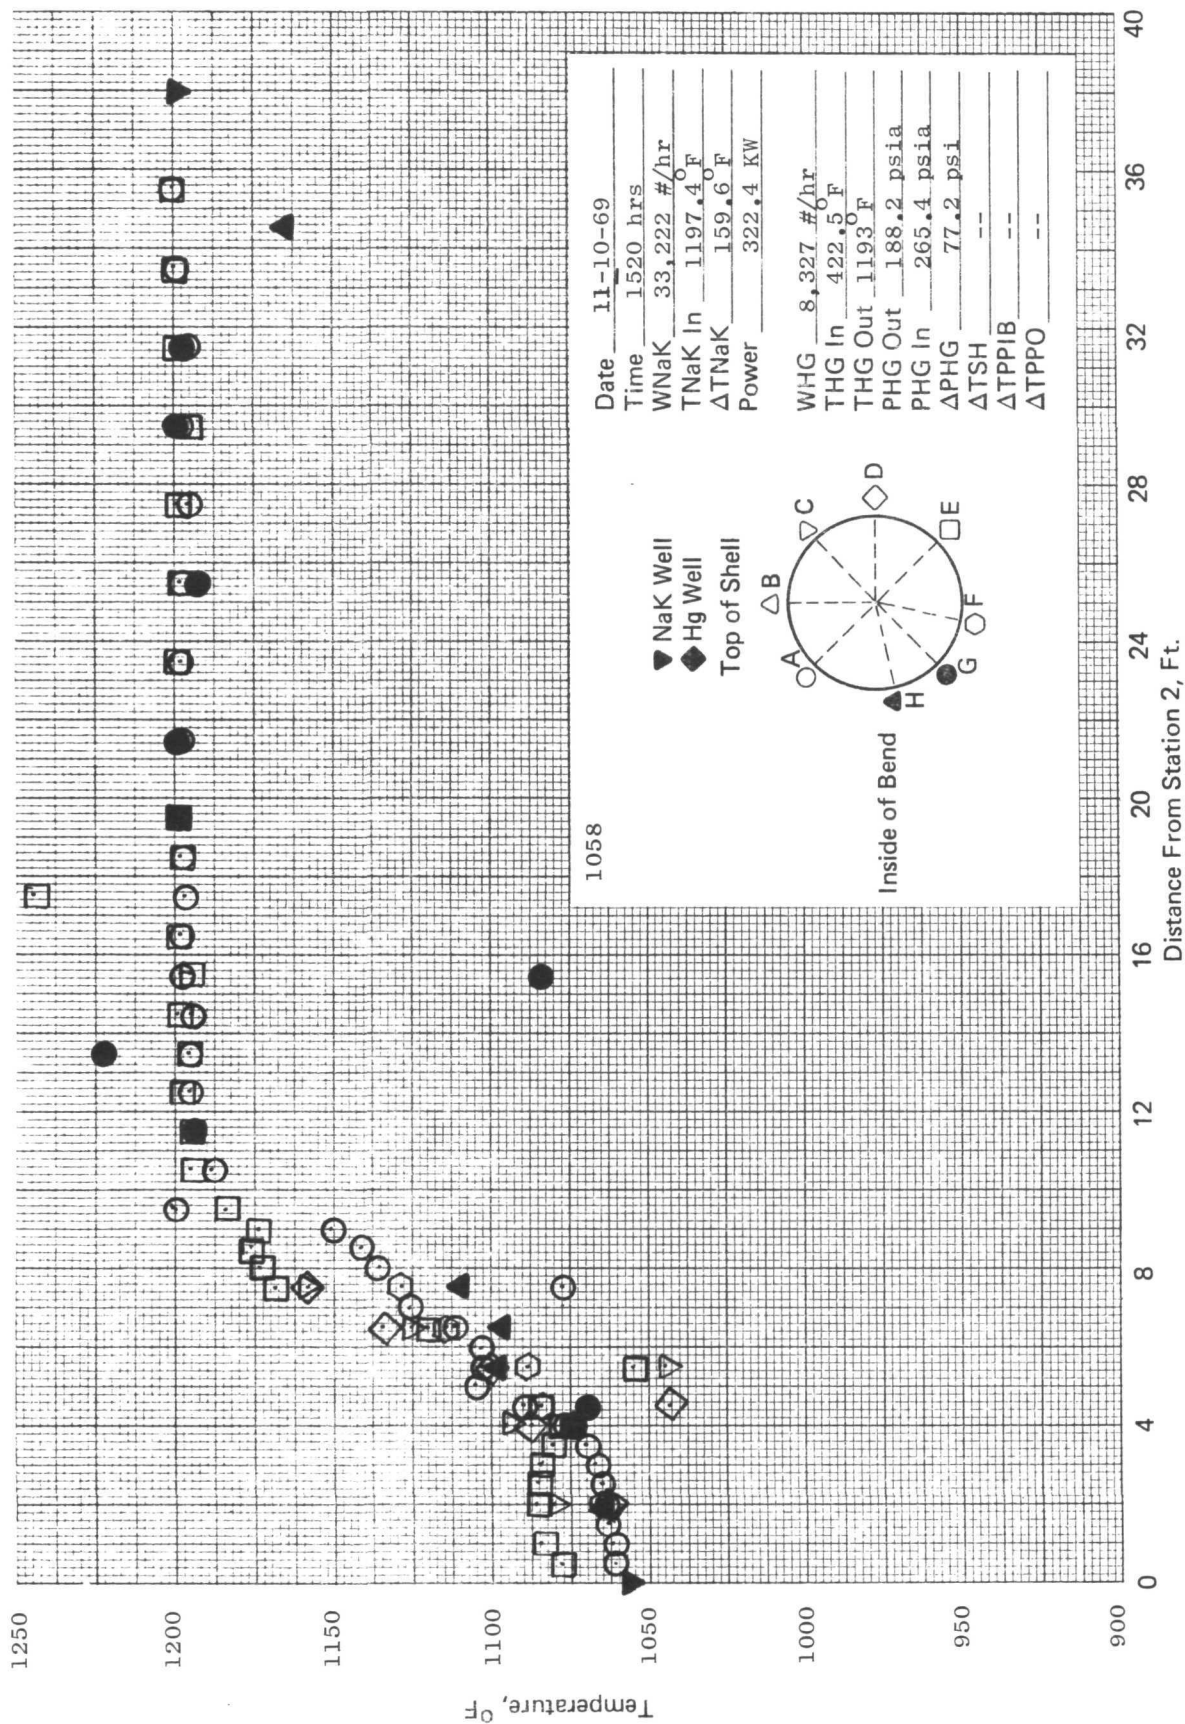 Temperature, °F
1250
1200
1150
1100
1050
1000
950
900
0
4
8
12
16
20
24
28
32
36
40
Distance From Station 2, Ft.
1058
NaK Well
Hg Well
Top of Shell
A
B
C
D
E
F
G
H
Inside of Bend
Date 11-10-69
Time 1520 hrs
WNaK 33,222 #/hr
TNaK In 1197.4°F
ΔTNaK 159.6°F
Power 322.4 KW
WHG 8,327 #/hr
THG In 422.5°F
THG Out 1193°F
PHG Out 188.2 psia
PHG In 265.4 psia
ΔPHG 77.2 psi
ΔTSH --
ΔTPPIB --
ΔTPPO --